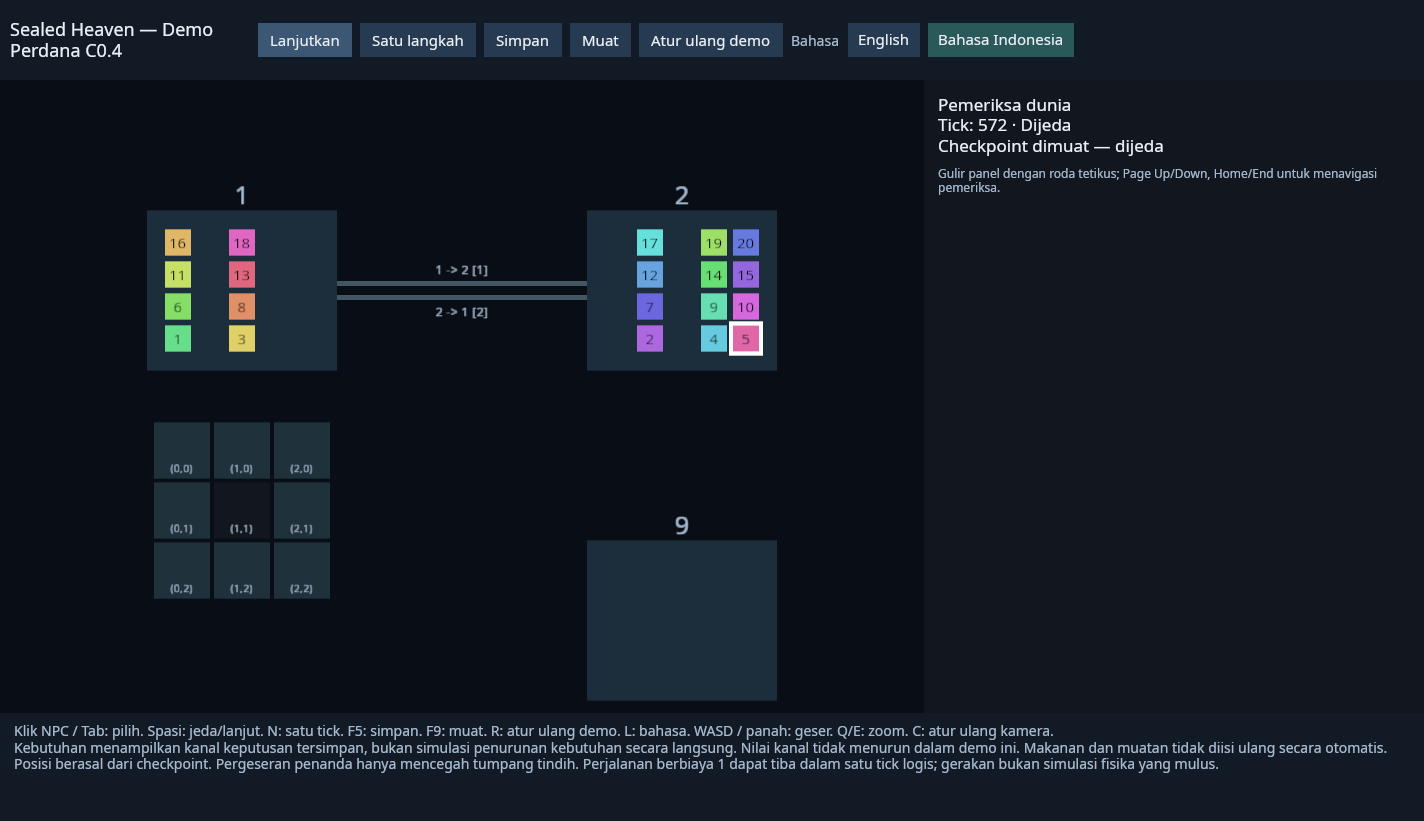 Sealed Heaven — Demo
Perdana C0.4
Lanjutkan
Satu langkah
Simpan
Muat
Atur ulang demo
Bahasa
English
Bahasa Indonesia
Pemeriksa dunia
Tick: 572 · Dijeda
Checkpoint dimuat — dijeda
Gulir panel dengan roda tetikus; Page Up/Down, Home/End untuk menavigasi
pemeriksa.
1
2
16 18
11 13
6 8
1 3
17 19 20
12 14 15
7 9 10
2 4 5
1 -> 2 [1]
2 -> 1 [2]
(0,0) (1,0) (2,0)
(0,1) (1,1) (2,1)
(0,2) (1,2) (2,2)
9
Klik NPC / Tab: pilih. Spasi: jeda/lanjut. N: satu tick. F5: simpan. F9: muat. R: atur ulang demo. L: bahasa. WASD / panah: geser. Q/E: zoom. C: atur ulang kamera.
Kebutuhan menampilkan kanal keputusan tersimpan, bukan simulasi penurunan kebutuhan secara langsung. Nilai kanal tidak menurun dalam demo ini. Makanan dan muatan tidak diisi ulang secara otomatis.
Posisi berasal dari checkpoint. Pergeseran penanda hanya mencegah tumpang tindih. Perjalanan berbiaya 1 dapat tiba dalam satu tick logis; gerakan bukan simulasi fisika yang mulus.